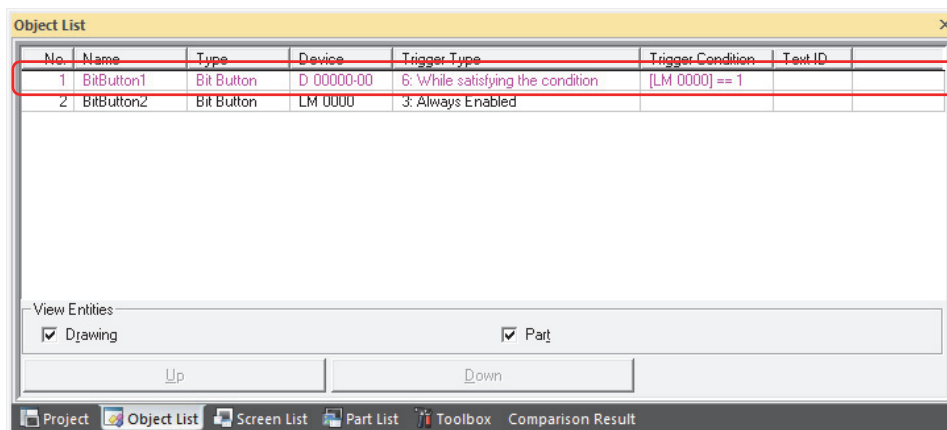 Object List
No. Name Type Device Trigger Type Trigger Condition Text ID
1 BitButton1 Bit Button D 00000-00 6: While satisfying the condition [LM 0000] == 1
2 BitButton2 Bit Button LM 0000 3: Always Enabled
View Entities
Drawing Part
Up Down
Project Object List Screen List Part List Toolbox Comparison Result